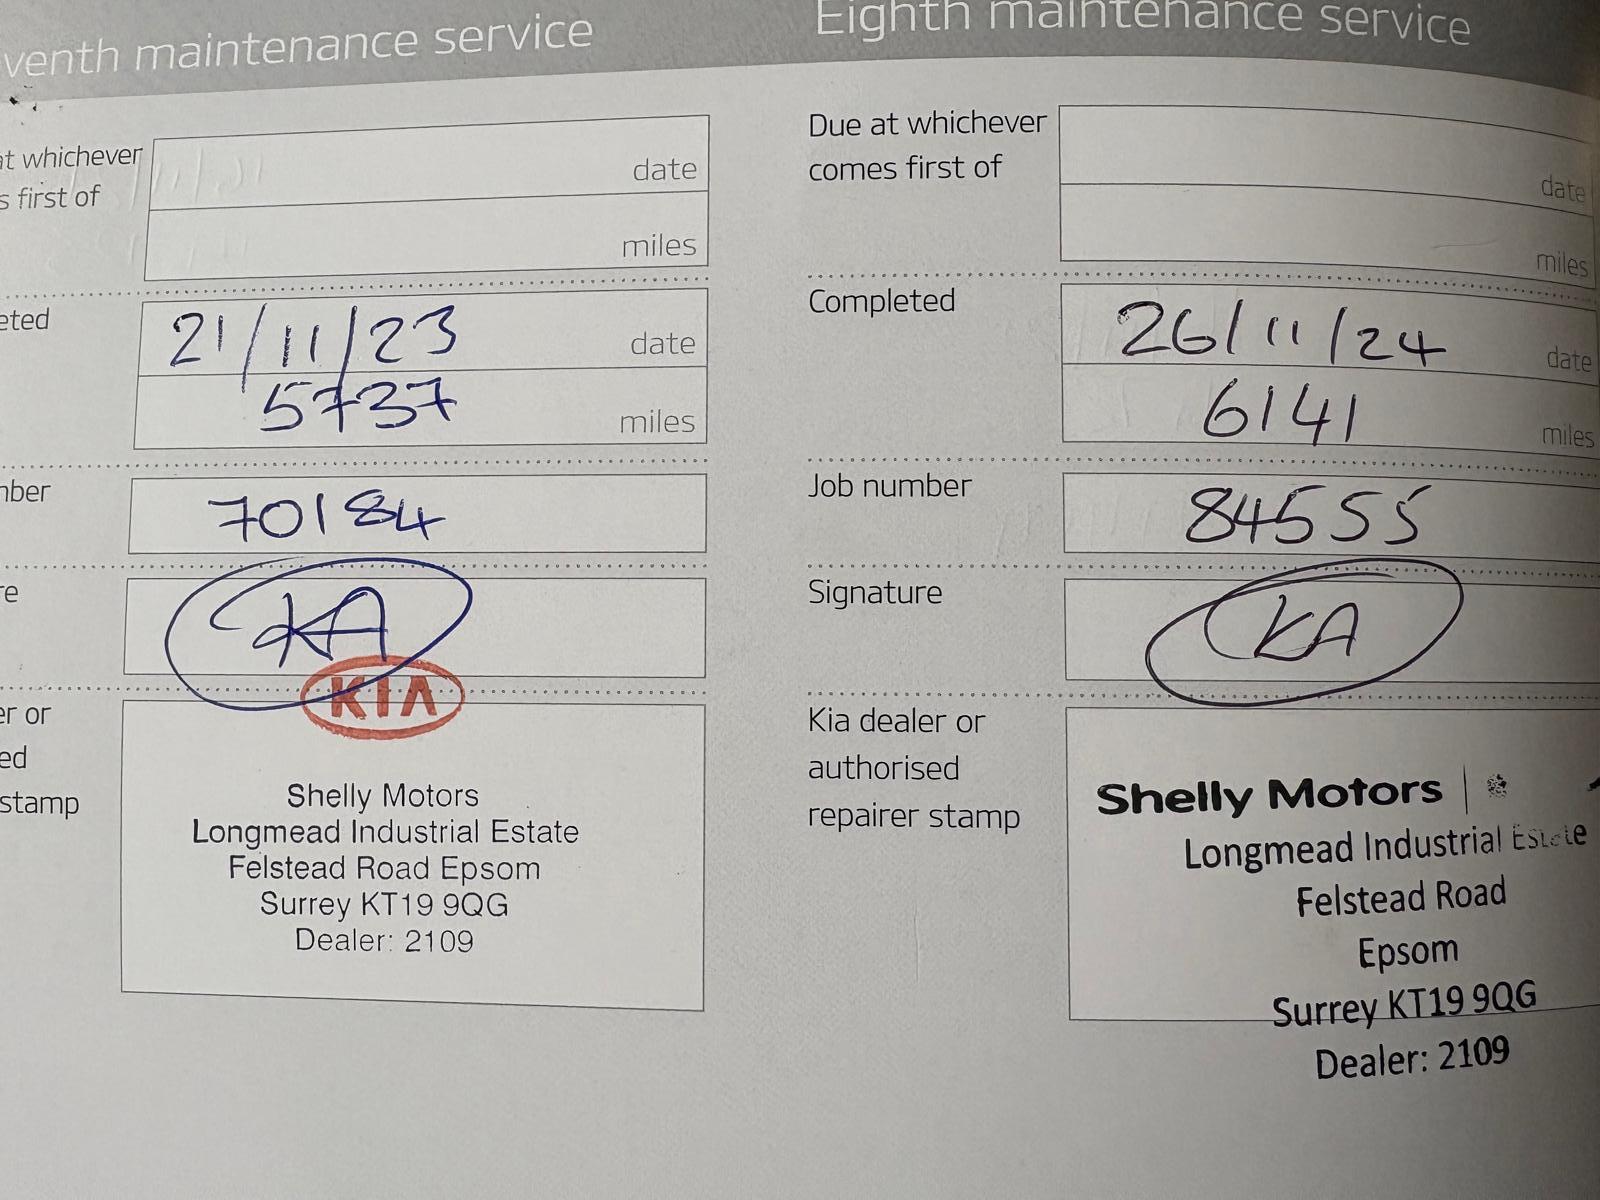 venth maintenance service
at whichever
s first of
date
miles
eted
21/11/23
date
5737
miles
nber
70184
re
KA
KIA
er or
ed
stamp
Shelly Motors
Longmead Industrial Estate
Felstead Road Epsom
Surrey KT19 9QG
Dealer: 2109
Eighth maintenance service
Due at whichever
comes first of
date
miles
Completed
26/11/24
date
6141
miles
Job number
84555
Signature
KA
Kia dealer or
authorised
repairer stamp
Shelly Motors
Longmead Industrial Estate
Felstead Road
Epsom
Surrey KT19 9QG
Dealer: 2109